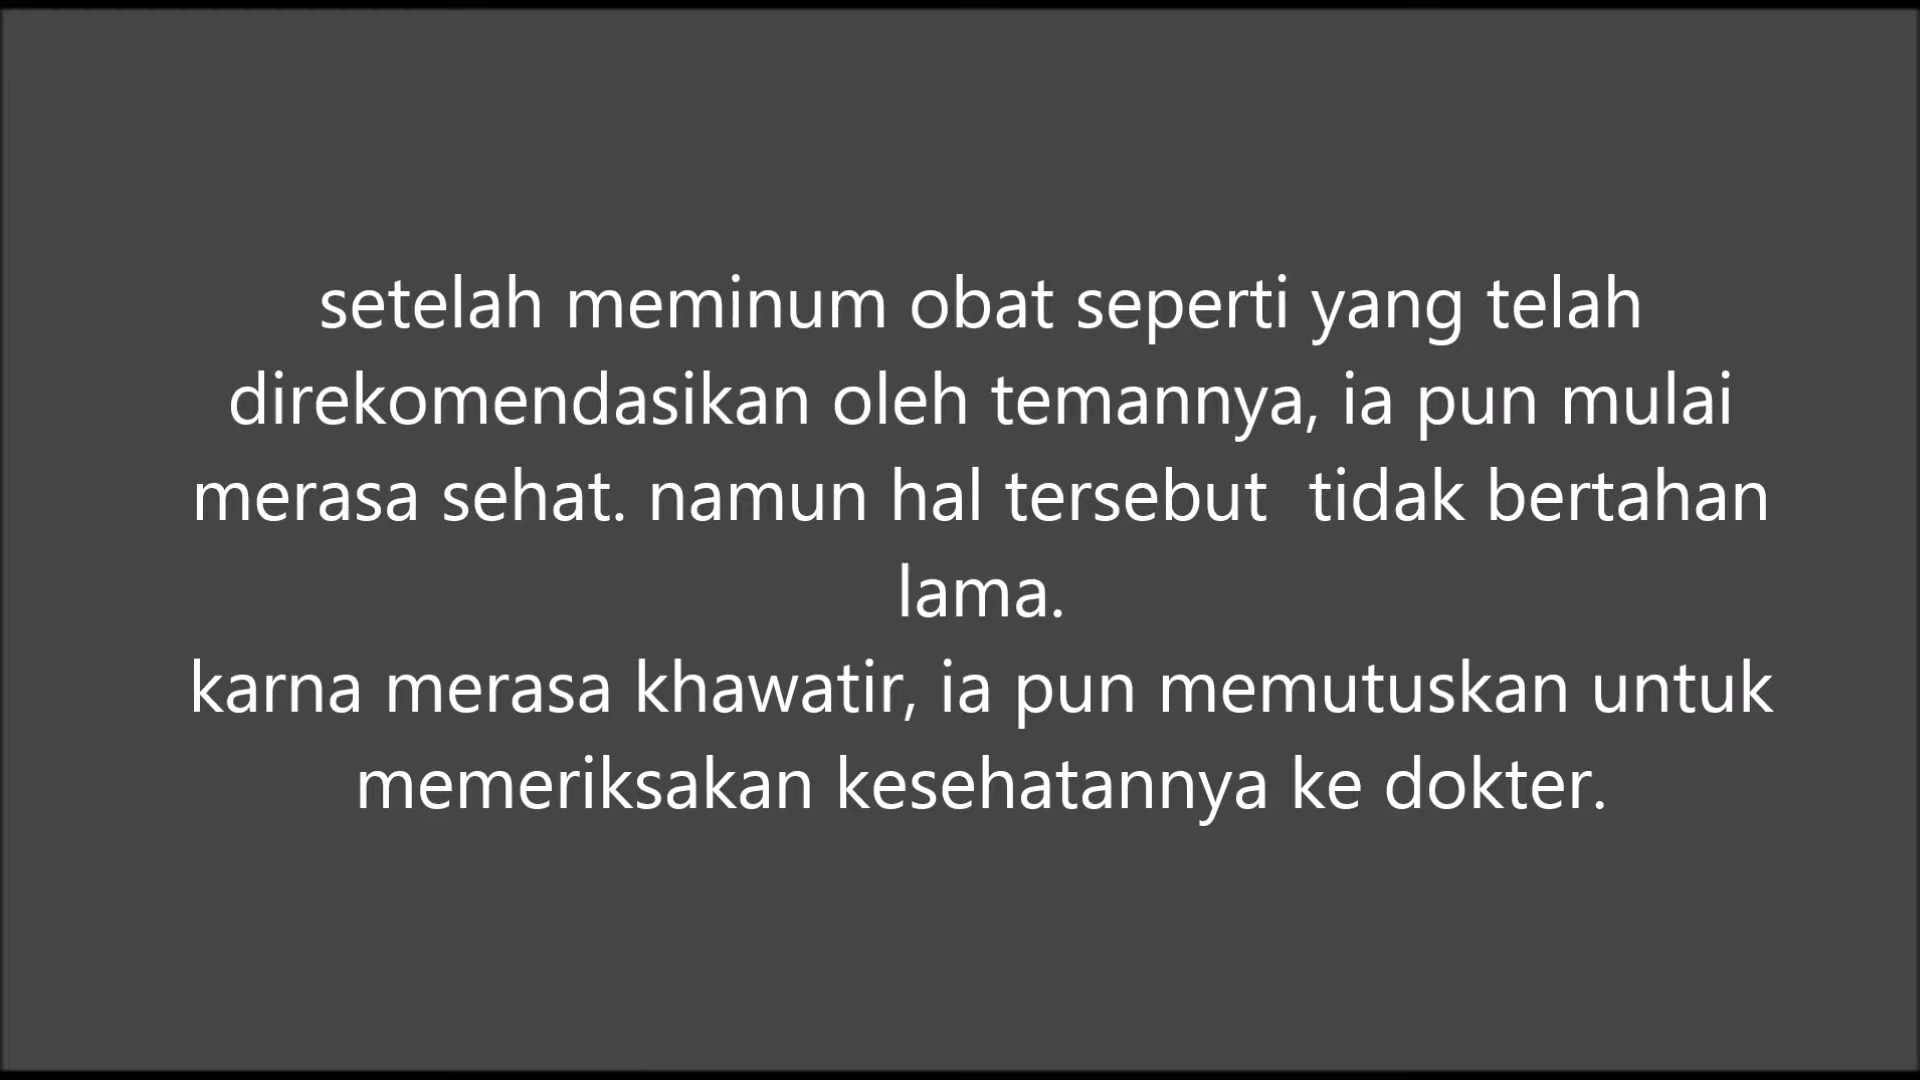 setelah meminum obat seperti yang telah
direkomendasikan oleh temannya, ia pun mulai
merasa sehat. namun hal tersebut  tidak bertahan
lama.
karna merasa khawatir, ia pun memutuskan untuk
memeriksakan kesehatannya ke dokter.